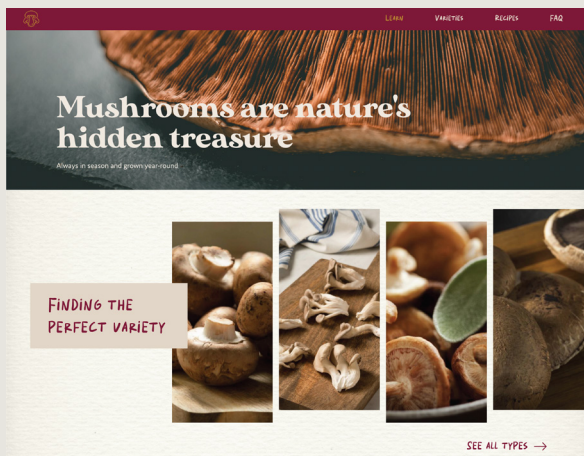 LEARN
VARIETIES
RECIPES
FAQ
Mushrooms are nature's
hidden treasure
Always in season and grown year-round
FINDING THE
PERFECT VARIETY
SEE ALL TYPES →